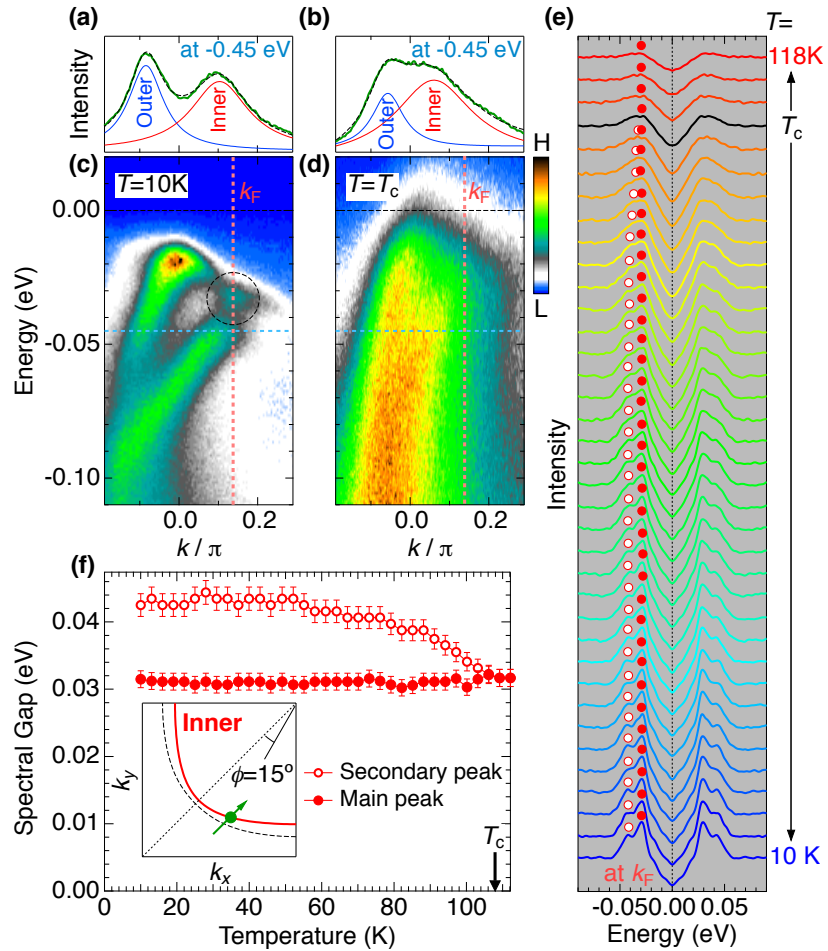 (a)
at -0.45 eV
Intensity
Outer
Inner
(b)
at -0.45 eV
Outer
Inner
(c)
T=10K
kF
0.00
-0.05
-0.10
Energy (eV)
0.0
0.2
k / π
(d)
T=Tc
kF
H
L
0.0
0.2
k / π
(e)
T=
118K
Tc
10 K
Intensity
at kF
-0.05
0.00
0.05
Energy (eV)
(f)
Spectral Gap (eV)
0.04
0.03
0.02
0.01
0.00
Inner
ϕ=15º
ky
kx
Secondary peak
Main peak
Tc
0
20
40
60
80
100
Temperature (K)